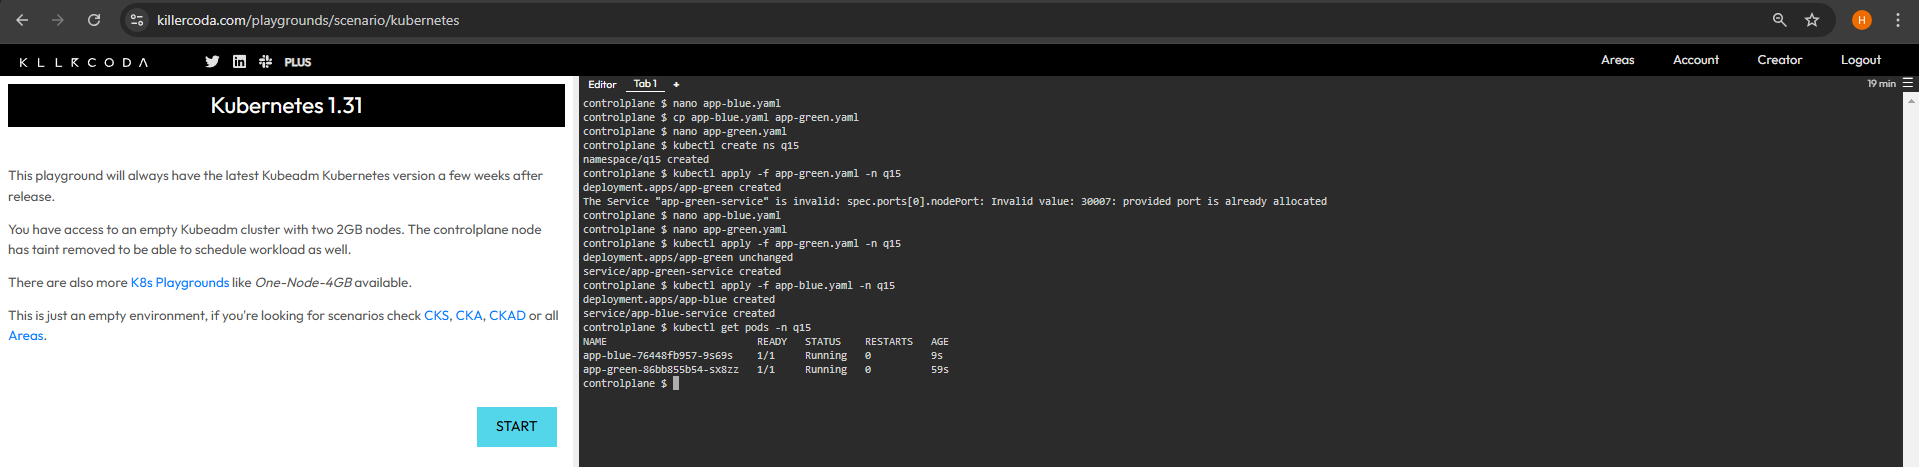 killercoda.com/playgrounds/scenario/kubernetes
H
KLLRCODA
PLUS
Areas
Account
Creator
Logout
Kubernetes 1.31
This playground will always have the latest Kubeadm Kubernetes version a few weeks after
release.
You have access to an empty Kubeadm cluster with two 2GB nodes. The controlplane node
has taint removed to be able to schedule workload as well.
There are also more K8s Playgrounds like One-Node-4GB available.
This is just an empty environment, if you're looking for scenarios check CKS, CKA, CKAD or all
Areas.
START
Editor
Tab 1
+
19 min
controlplane $ nano app-blue.yaml
controlplane $ cp app-blue.yaml app-green.yaml
controlplane $ nano app-green.yaml
controlplane $ kubectl create ns q15
namespace/q15 created
controlplane $ kubectl apply -f app-green.yaml -n q15
deployment.apps/app-green created
The Service "app-green-service" is invalid: spec.ports[0].nodePort: Invalid value: 30007: provided port is already allocated
controlplane $ nano app-blue.yaml
controlplane $ nano app-green.yaml
controlplane $ kubectl apply -f app-green.yaml -n q15
deployment.apps/app-green unchanged
service/app-green-service created
controlplane $ kubectl apply -f app-blue.yaml -n q15
deployment.apps/app-blue created
service/app-blue-service created
controlplane $ kubectl get pods -n q15
NAME READY STATUS RESTARTS AGE
app-blue-76448fb957-9s69s 1/1 Running 0 9s
app-green-86bb855b54-sx8zz 1/1 Running 0 59s
controlplane $